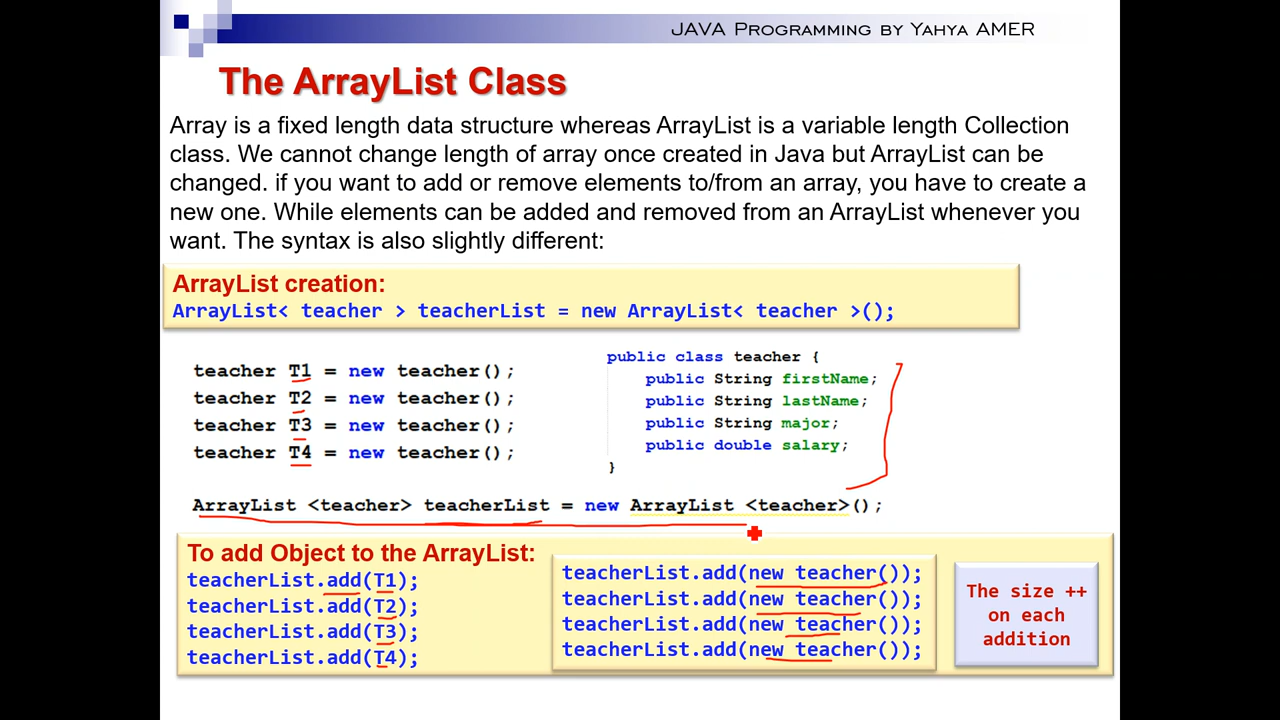 JAVA PROGRAMMING BY YAHYA AMER
The ArrayList Class
Array is a fixed length data structure whereas ArrayList is a variable length Collection
class. We cannot change length of array once created in Java but ArrayList can be
changed. if you want to add or remove elements to/from an array, you have to create a
new one. While elements can be added and removed from an ArrayList whenever you
want. The syntax is also slightly different:
ArrayList creation:
ArrayList< teacher > teacherList = new ArrayList< teacher >();
teacher T1 = new teacher();
teacher T2 = new teacher();
teacher T3 = new teacher();
teacher T4 = new teacher();
public class teacher {
public String firstName;
public String lastName;
public String major;
public double salary;
}
ArrayList <teacher> teacherList = new ArrayList <teacher>();
To add Object to the ArrayList:
teacherList.add(T1);
teacherList.add(T2);
teacherList.add(T3);
teacherList.add(T4);
teacherList.add(new teacher());
teacherList.add(new teacher());
teacherList.add(new teacher());
teacherList.add(new teacher());
The size ++
on each
addition